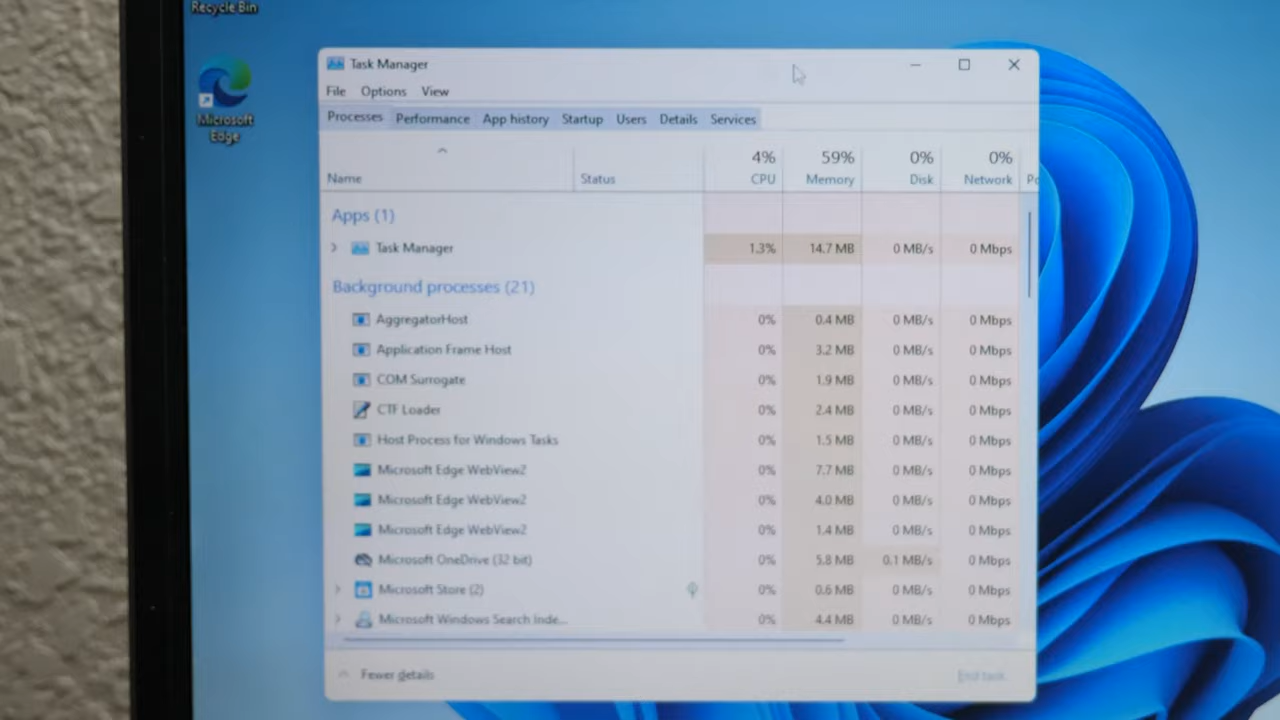 Recycle Bin
Microsoft
Edge
Task Manager
File Options View
Processes Performance App history Startup Users Details Services
4% 59% 0% 0%
Name Status CPU Memory Disk Network
Apps (1)
Task Manager 1.3% 14.7 MB 0 MB/s 0 Mbps
Background processes (21)
AggregatorHost 0% 0.4 MB 0 MB/s 0 Mbps
Application Frame Host 0% 3.2 MB 0 MB/s 0 Mbps
COM Surrogate 0% 1.9 MB 0 MB/s 0 Mbps
CTF Loader 0% 2.4 MB 0 MB/s 0 Mbps
Host Process for Windows Tasks 0% 1.5 MB 0 MB/s 0 Mbps
Microsoft Edge WebView2 0% 7.7 MB 0 MB/s 0 Mbps
Microsoft Edge WebView2 0% 4.0 MB 0 MB/s 0 Mbps
Microsoft Edge WebView2 0% 1.4 MB 0 MB/s 0 Mbps
Microsoft OneDrive (32 bit) 0% 5.8 MB 0.1 MB/s 0 Mbps
Microsoft Store (2) 0% 0.6 MB 0 MB/s 0 Mbps
Microsoft Windows Search Inde... 0% 4.4 MB 0 MB/s 0 Mbps
Fewer details
End task